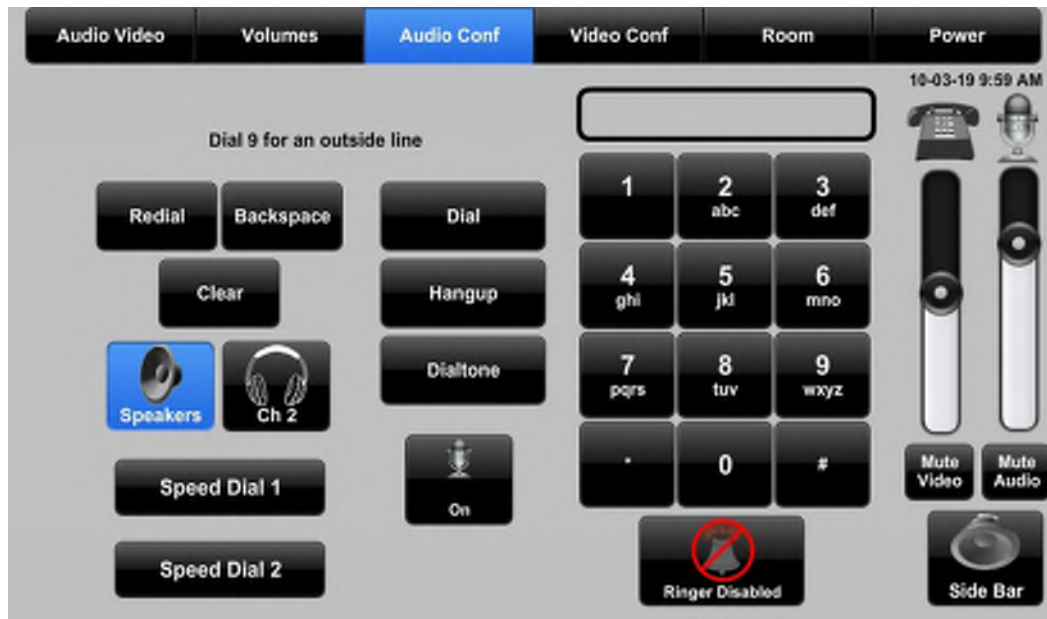 Audio Video
Volumes
Audio Conf
Video Conf
Room
Power
10-03-19 9:59 AM
Dial 9 for an outside line
Redial
Backspace
Clear
Speakers
Ch 2
Speed Dial 1
Speed Dial 2
Dial
Hangup
Dialtone
On
1
2
abc
3
def
4
ghi
5
jkl
6
mno
7
pqrs
8
tuv
9
wxyz
*
0
#
Ringer Disabled
Mute
Video
Mute
Audio
Side Bar